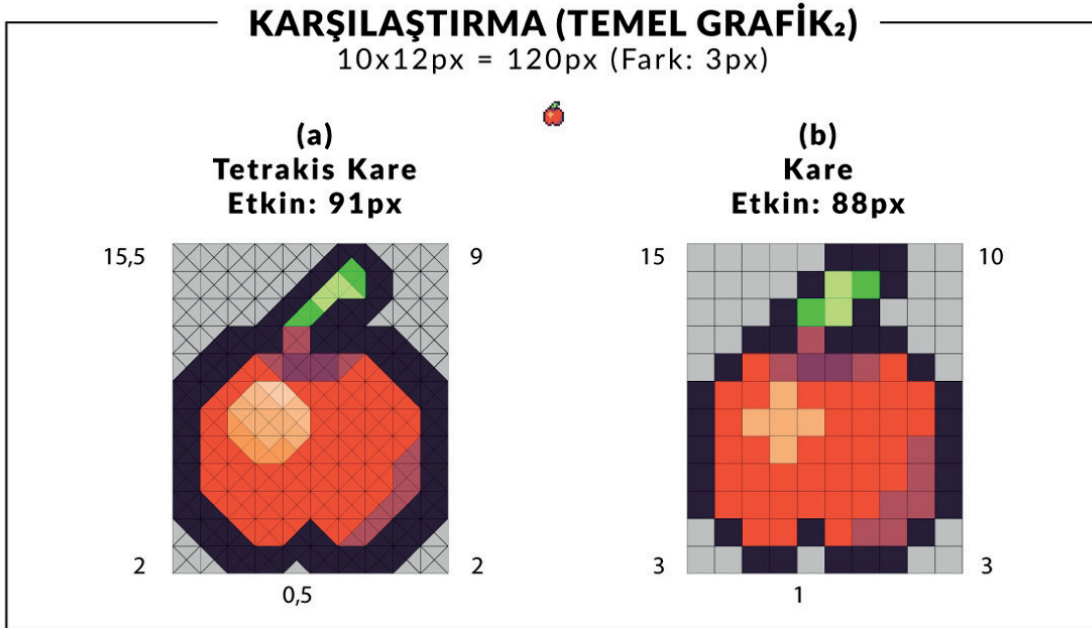 KARŞILAŞTIRMA (TEMEL GRAFİK₂)
10x12px = 120px (Fark: 3px)
(a)
Tetrakis Kare
Etkin: 91px
15,5
9
2
2
0,5
(b)
Kare
Etkin: 88px
15
10
3
3
1